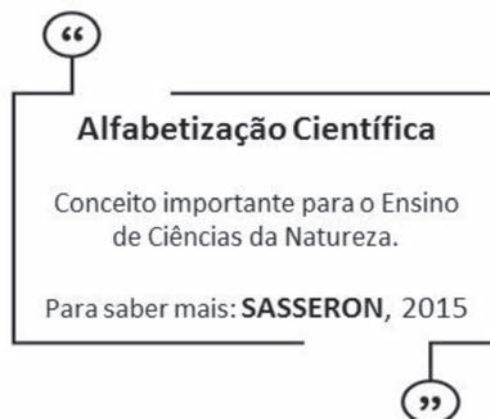 “
Alfabetização Científica
Conceito importante para o Ensino
de Ciências da Natureza.
Para saber mais: SASSERON, 2015
”